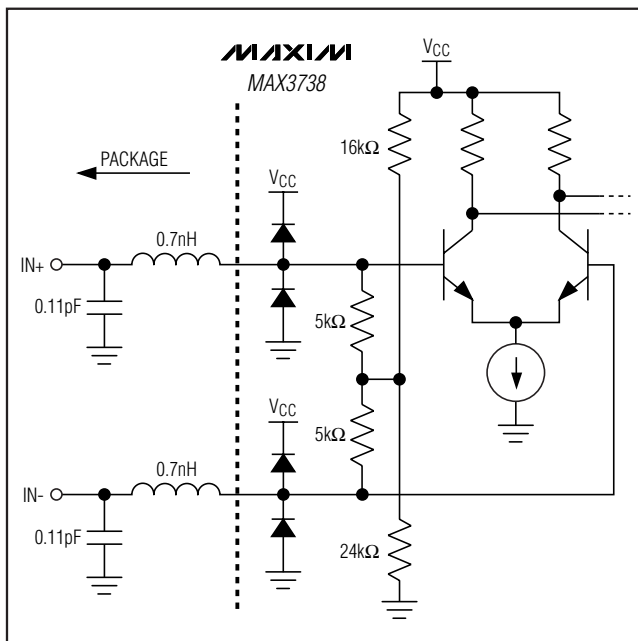 MAXIM
MAX3738
VCC
16kΩ
PACKAGE
VCC
0.7nH
IN+
0.11pF
5kΩ
VCC
5kΩ
0.7nH
IN-
0.11pF
24kΩ